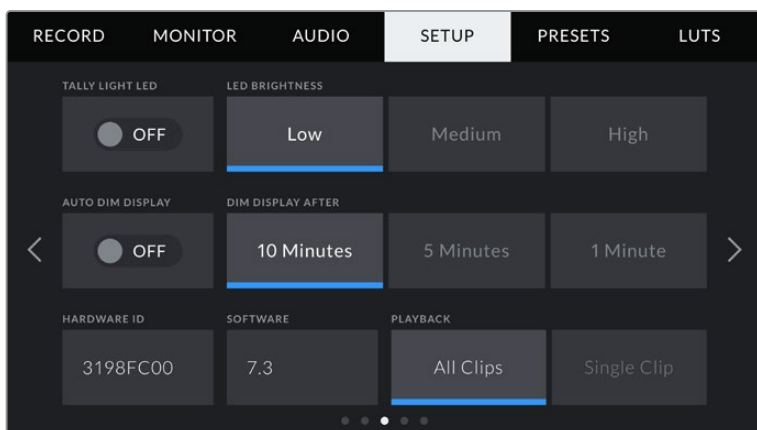 RECORD MONITOR AUDIO SETUP PRESETS LUTS
TALLY LIGHT LED LED BRIGHTNESS
OFF Low Medium High
AUTO DIM DISPLAY DIM DISPLAY AFTER
OFF 10 Minutes 5 Minutes 1 Minute
HARDWARE ID SOFTWARE PLAYBACK
3198FC00 7.3 All Clips Single Clip